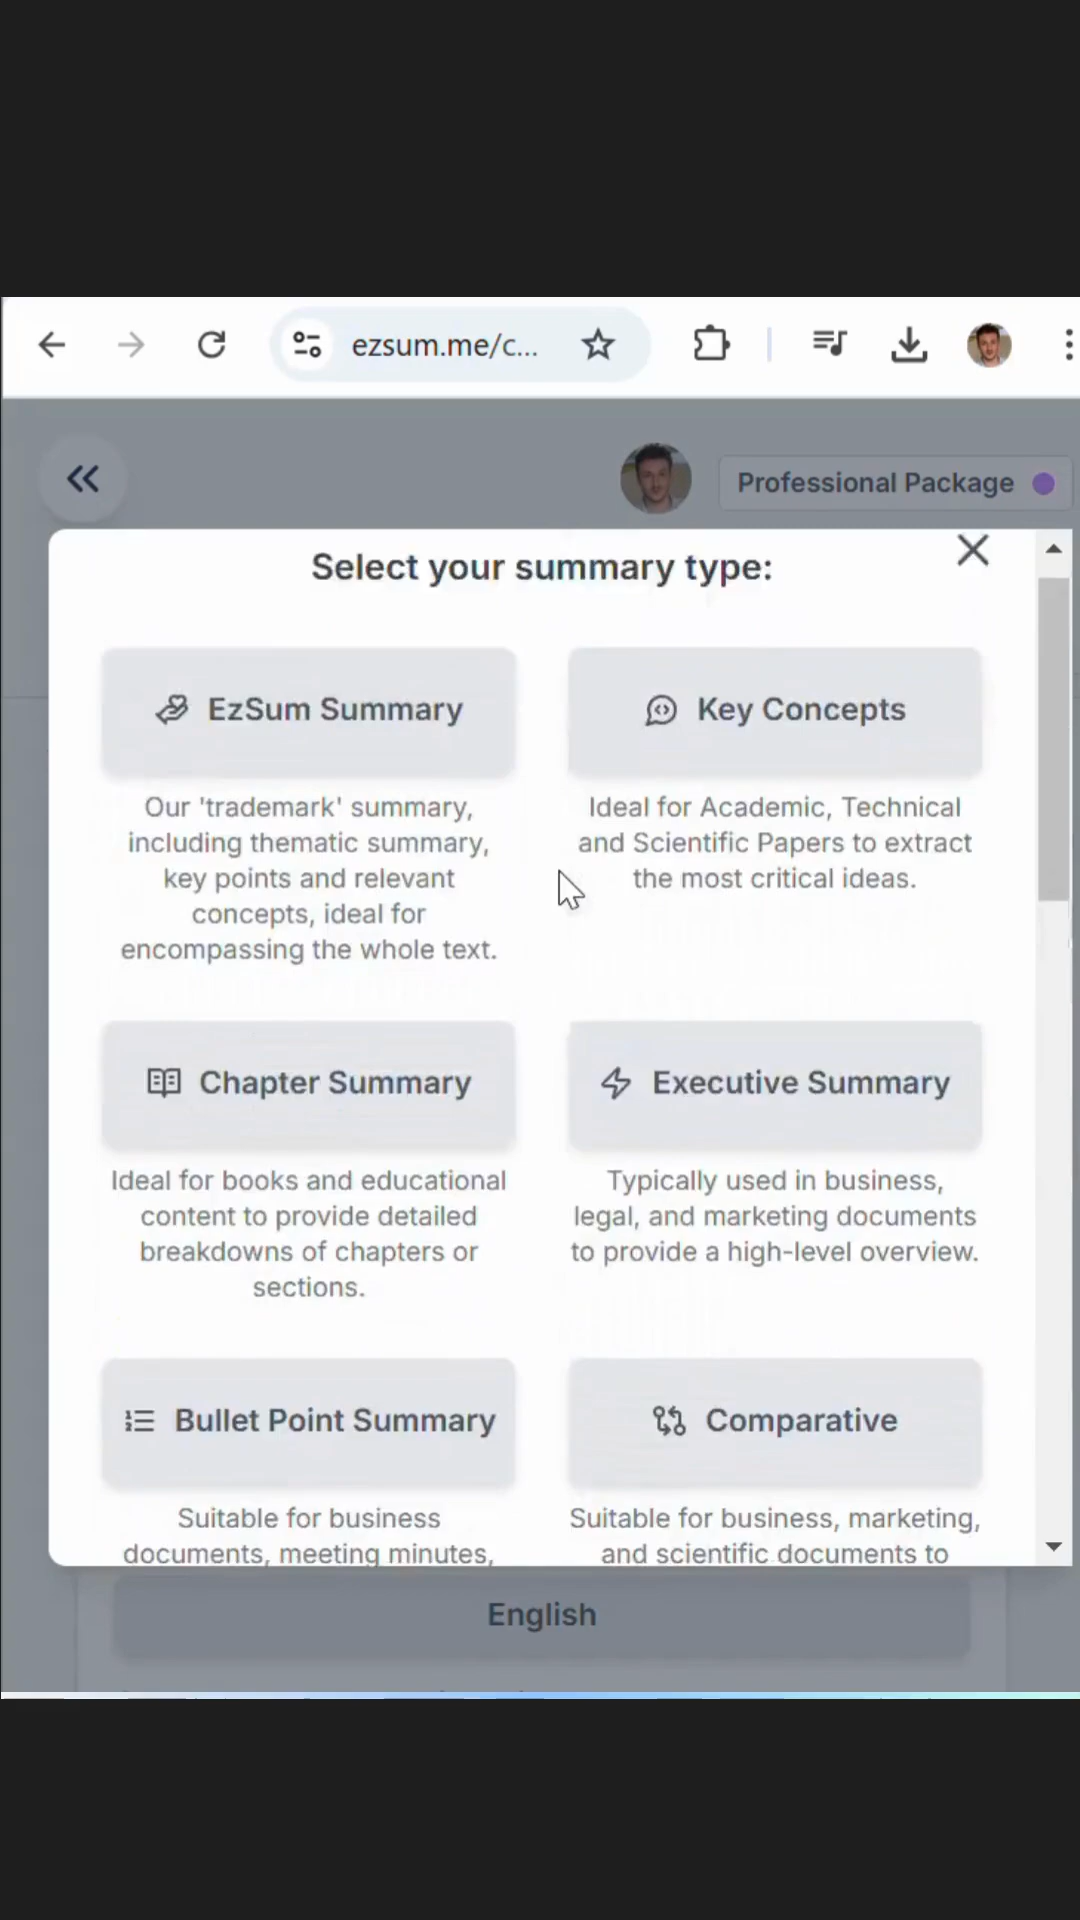 ezsum.me/c...
Professional Package
Select your summary type:
EzSum Summary
Our 'trademark' summary,
including thematic summary,
key points and relevant
concepts, ideal for
encompassing the whole text.
Key Concepts
Ideal for Academic, Technical
and Scientific Papers to extract
the most critical ideas.
Chapter Summary
Ideal for books and educational
content to provide detailed
breakdowns of chapters or
sections.
Executive Summary
Typically used in business,
legal, and marketing documents
to provide a high-level overview.
Bullet Point Summary
Suitable for business
documents, meeting minutes,
Comparative
Suitable for business, marketing,
and scientific documents to
English